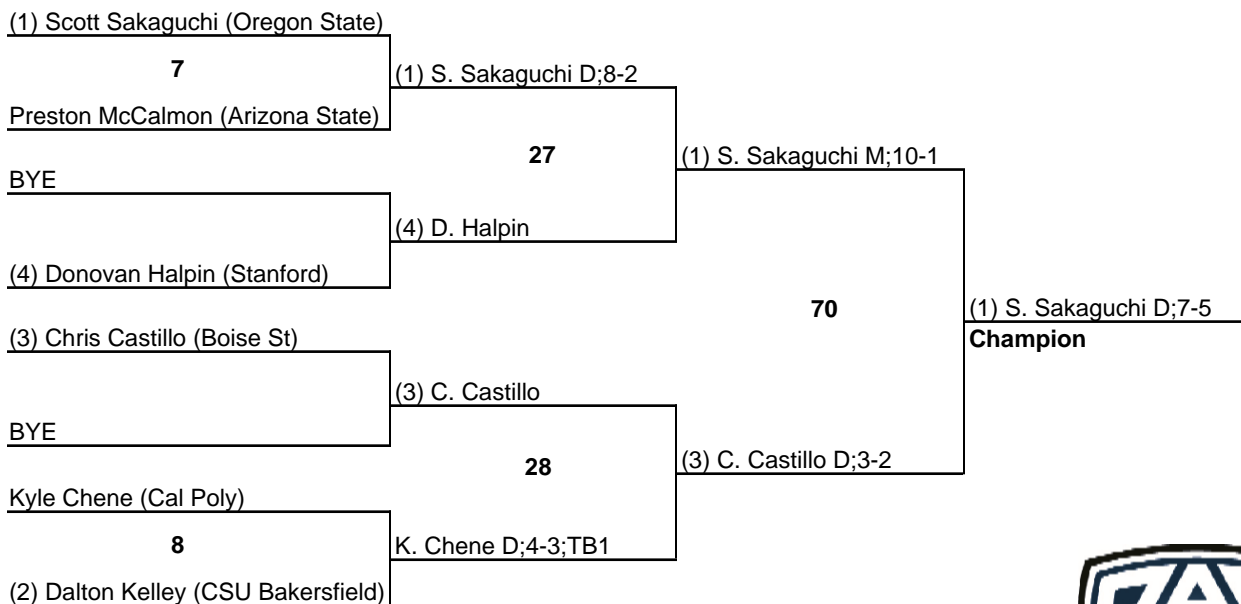 (1) Scott Sakaguchi (Oregon State)
7
(1) S. Sakaguchi D;8-2
Preston McCalmon (Arizona State)
27
(1) S. Sakaguchi M;10-1
BYE
(4) D. Halpin
(4) Donovan Halpin (Stanford)
70
(1) S. Sakaguchi D;7-5
Champion
(3) Chris Castillo (Boise St)
(3) C. Castillo
BYE
28
(3) C. Castillo D;3-2
Kyle Chene (Cal Poly)
8
K. Chene D;4-3;TB1
(2) Dalton Kelley (CSU Bakersfield)